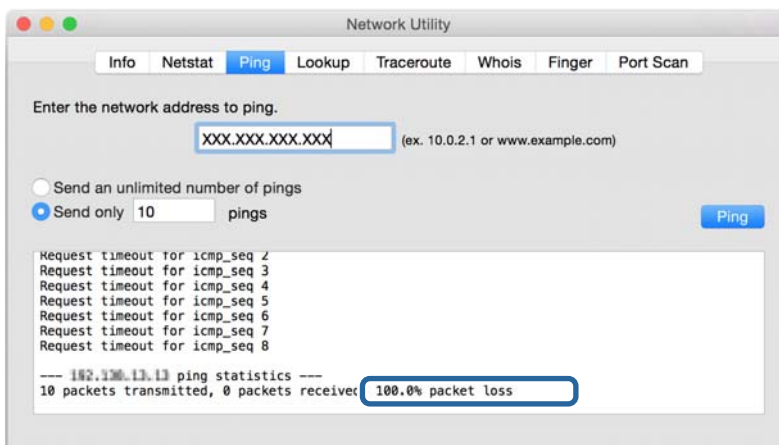 Network Utility
Info Netstat Ping Lookup Traceroute Whois Finger Port Scan
Enter the network address to ping.
XXX.XXX.XXX.XXX (ex. 10.0.2.1 or www.example.com)
Send an unlimited number of pings
Send only 10 pings
Ping
Request timeout for icmp_seq 2
Request timeout for icmp_seq 3
Request timeout for icmp_seq 4
Request timeout for icmp_seq 5
Request timeout for icmp_seq 6
Request timeout for icmp_seq 7
Request timeout for icmp_seq 8
--- ping statistics ---
10 packets transmitted, 0 packets received 100.0% packet loss